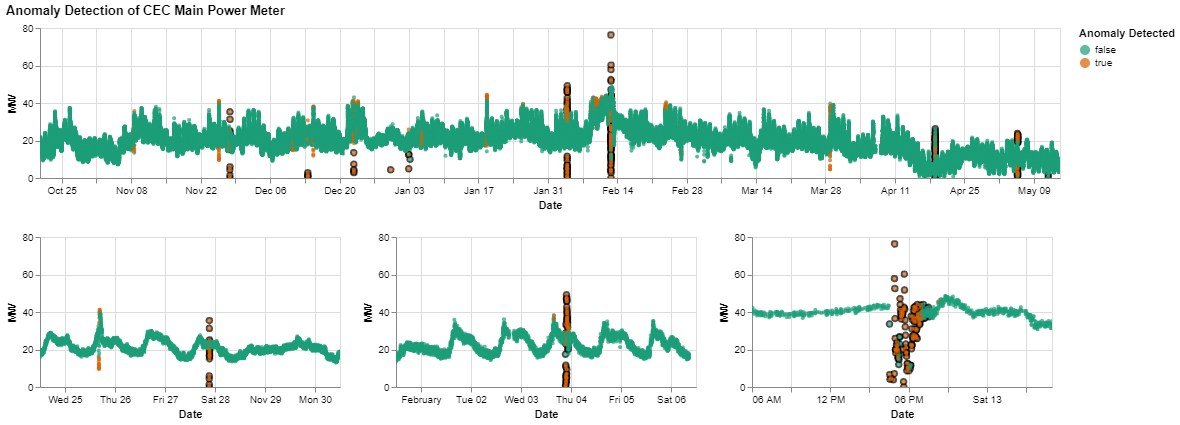 Anomaly Detection of CEC Main Power Meter
Anomaly Detected
false
true
80
60
40
20
0
MW
Oct 25 Nov 08 Nov 22 Dec 06 Dec 20 Jan 03 Jan 17 Jan 31 Feb 14 Feb 28 Mar 14 Mar 28 Apr 11 Apr 25 May 09
Date
80
60
40
20
0
MW
Wed 25 Thu 26 Fri 27 Sat 28 Nov 29 Mon 30
Date
80
60
40
20
0
MW
February Tue 02 Wed 03 Thu 04 Fri 05 Sat 06
Date
80
60
40
20
0
MW
06 AM 12 PM 06 PM Sat 13
Date